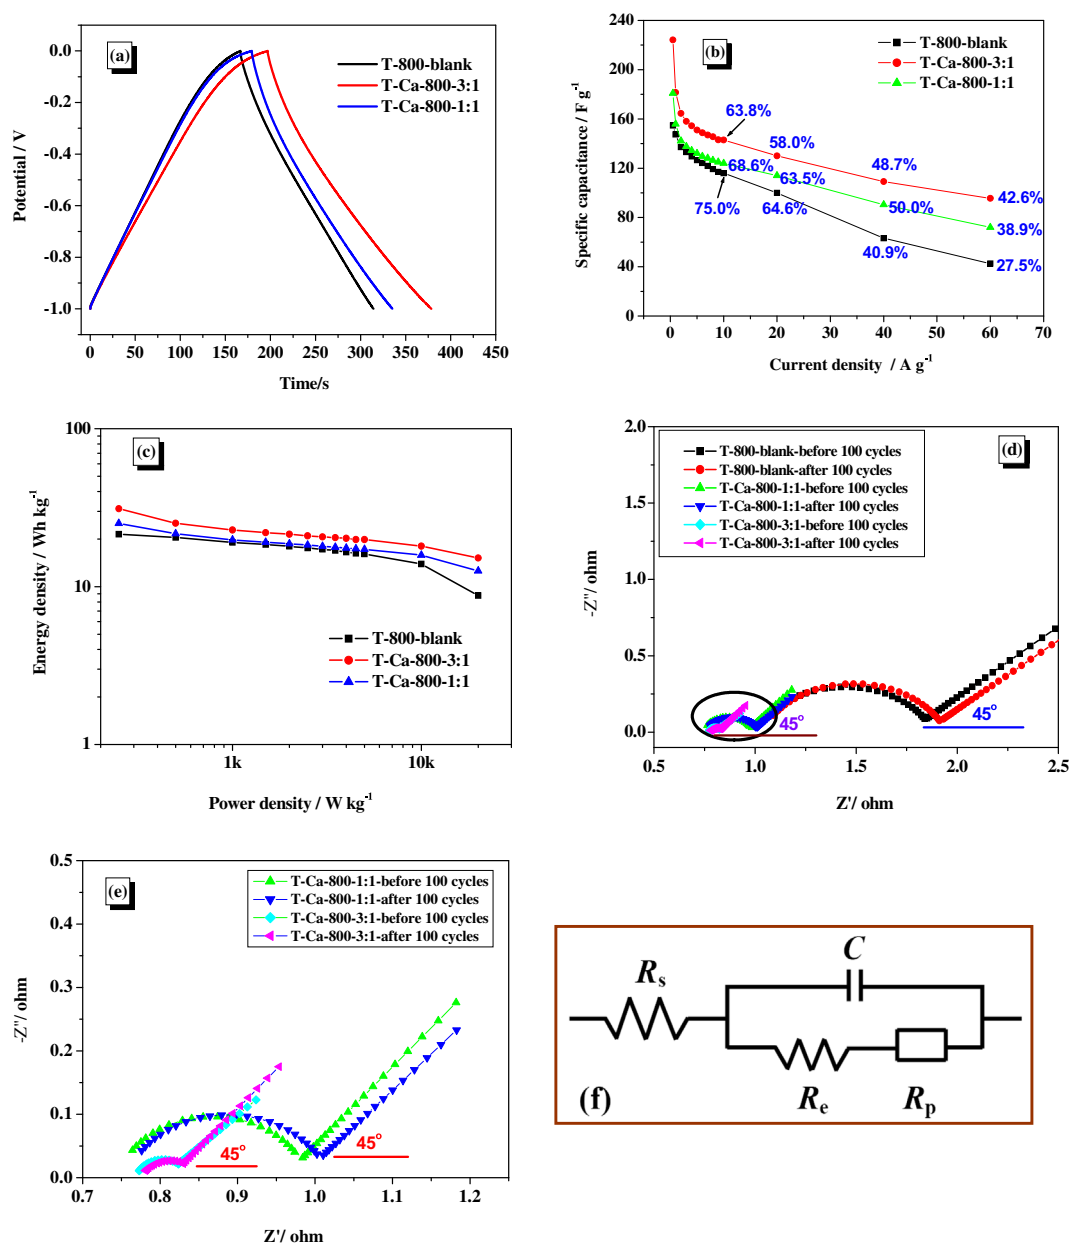 (a)
T-800-blank
T-Ca-800-3:1
T-Ca-800-1:1
0.0
-0.2
-0.4
-0.6
-0.8
-1.0
Potential / V
0 50 100 150 200 250 300 350 400 450
Time/s
(b)
T-800-blank
T-Ca-800-3:1
T-Ca-800-1:1
240
200
160
120
80
40
0
Specific capacitance / F g-1
63.8%
58.0%
48.7%
42.6%
68.6%
63.5%
50.0%
38.9%
75.0%
64.6%
40.9%
27.5%
0 10 20 30 40 50 60 70
Current density / A g-1
(c)
100
10
1
Energy density / Wh kg-1
T-800-blank
T-Ca-800-3:1
T-Ca-800-1:1
1k 10k
Power density / W kg-1
(d)
T-800-blank-before 100 cycles
T-800-blank-after 100 cycles
T-Ca-800-1:1-before 100 cycles
T-Ca-800-1:1-after 100 cycles
T-Ca-800-3:1-before 100 cycles
T-Ca-800-3:1-after 100 cycles
2.0
1.5
1.0
0.5
0.0
-Z''/ ohm
45°
45°
0.5 1.0 1.5 2.0 2.5
Z'/ ohm
(e)
T-Ca-800-1:1-before 100 cycles
T-Ca-800-1:1-after 100 cycles
T-Ca-800-3:1-before 100 cycles
T-Ca-800-3:1-after 100 cycles
0.5
0.4
0.3
0.2
0.1
0.0
-Z''/ ohm
45°
45°
0.7 0.8 0.9 1.0 1.1 1.2
Z'/ ohm
C
Rs
Re
Rp
(f)